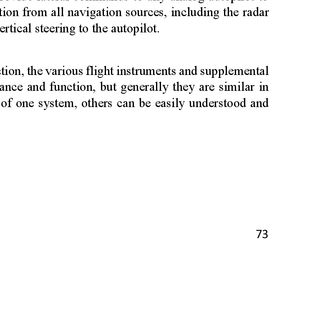 tion from all navigation sources, including the radar
ertical steering to the autopilot.
tion, the various flight instruments and supplemental
ance and function, but generally they are similar in
of one system, others can be easily understood and
73